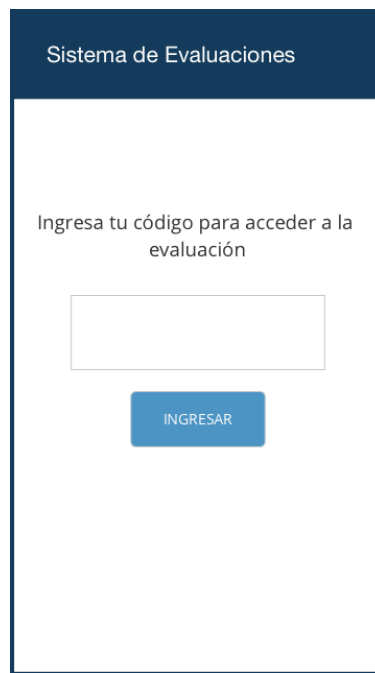 Sistema de Evaluaciones
Ingresa tu código para acceder a la
evaluación
INGRESAR